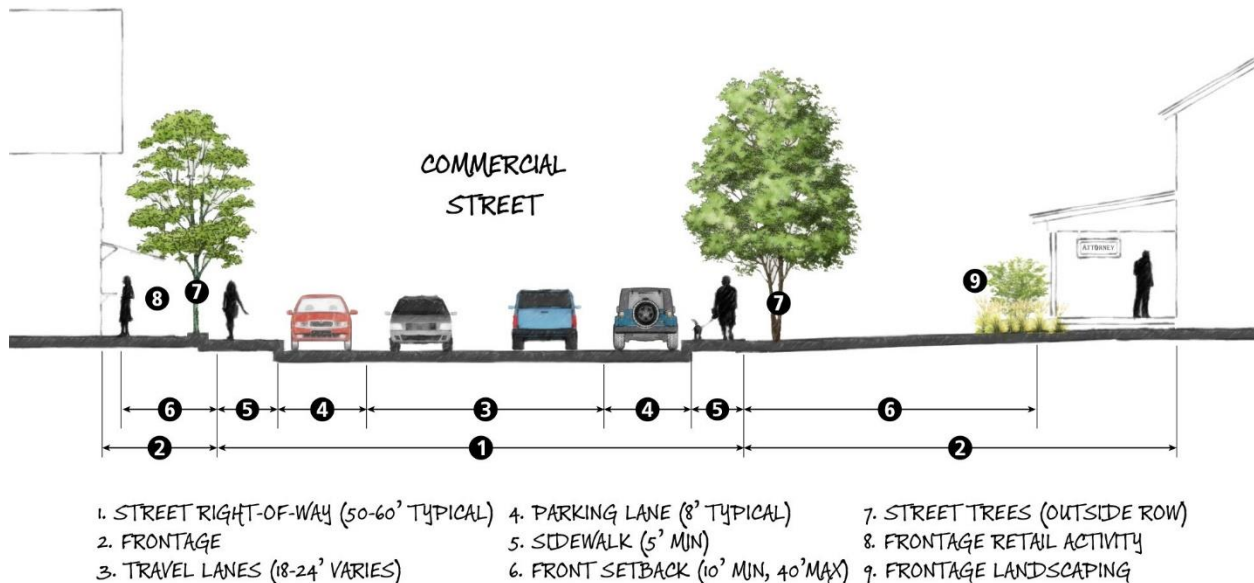 COMMERCIAL
STREET
ATTORNEY
9
8
7
7
6
5
4
3
4
5
6
2
1
2
1. STREET RIGHT-OF-WAY (50-60' TYPICAL)
2. FRONTAGE
3. TRAVEL LANES (18-24' VARIES)
4. PARKING LANE (8' TYPICAL)
5. SIDEWALK (5' MIN)
6. FRONT SETBACK (10' MIN, 40'MAX)
7. STREET TREES (OUTSIDE ROW)
8. FRONTAGE RETAIL ACTIVITY
9. FRONTAGE LANDSCAPING